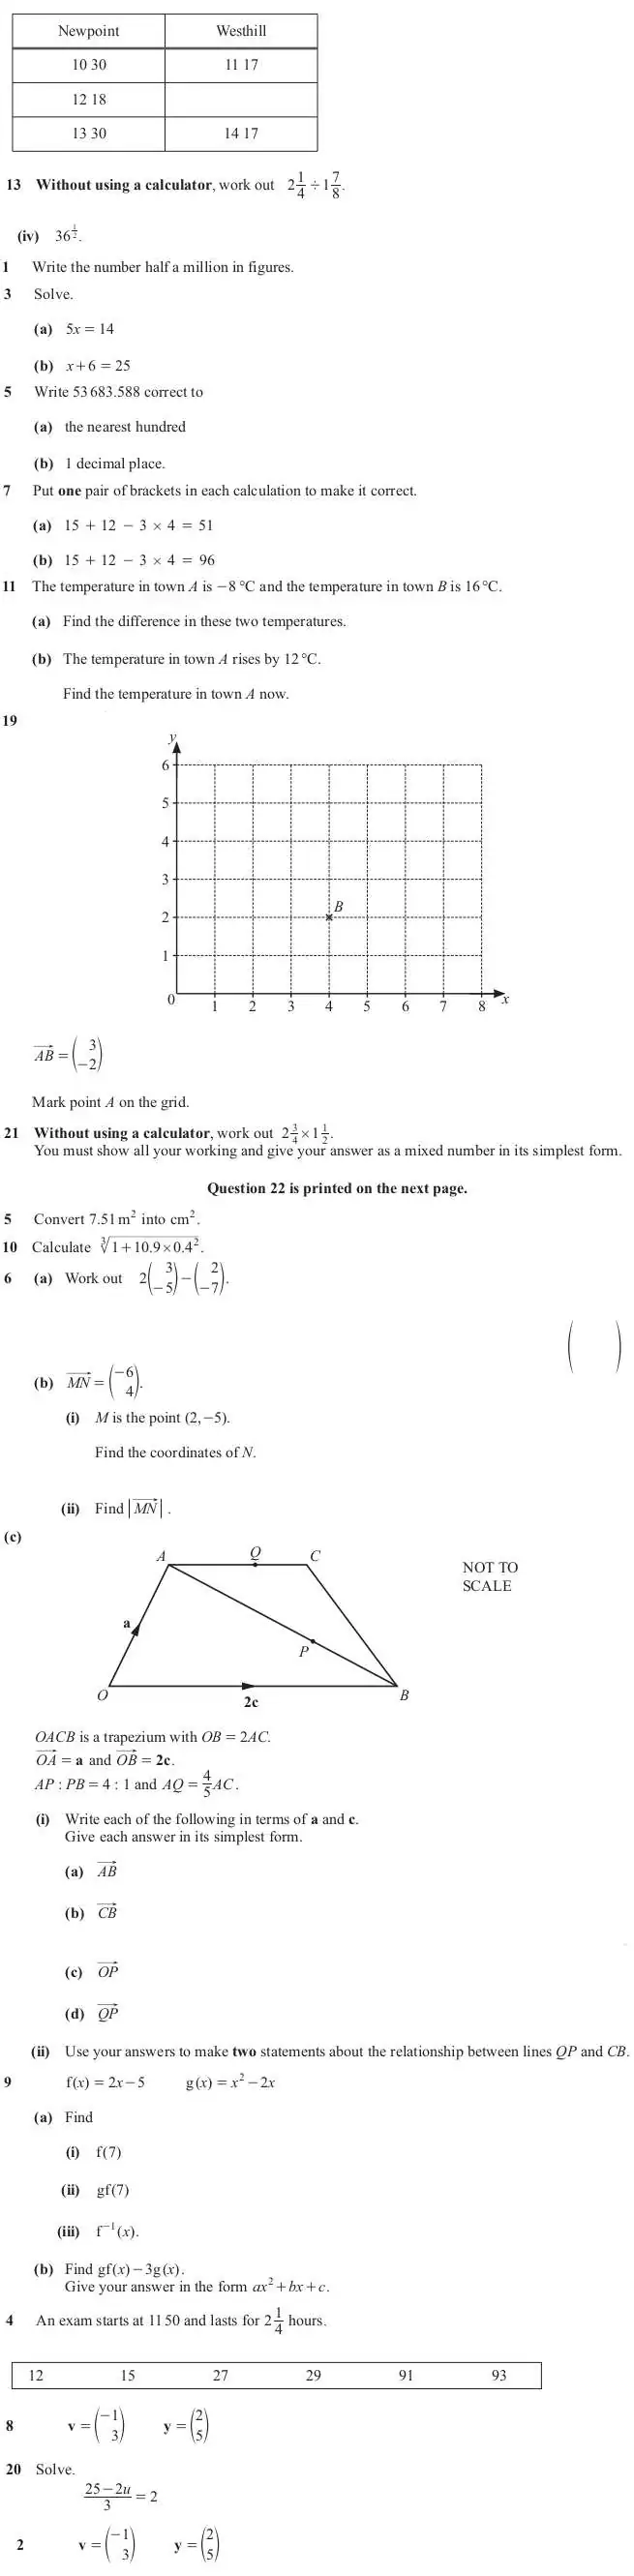 Newpoint Westhill
10 30 11 17
12 18
13 30 14 17
13 Without using a calculator, work out 2 1/4 ÷ 1 7/8.
(iv) 36^(1/2).
1 Write the number half a million in figures.
3 Solve.
(a) 5x = 14
(b) x + 6 = 25
5 Write 53 683.588 correct to
(a) the nearest hundred
(b) 1 decimal place.
7 Put one pair of brackets in each calculation to make it correct.
(a) 15 + 12 − 3 × 4 = 51
(b) 15 + 12 − 3 × 4 = 96
11 The temperature in town A is −8 °C and the temperature in town B is 16 °C.
(a) Find the difference in these two temperatures.
(b) The temperature in town A rises by 12 °C.
Find the temperature in town A now.
19
y
6
5
4
3
B
2
1
0 1 2 3 4 5 6 7 8 x
AB = (3 −2)
Mark point A on the grid.
21 Without using a calculator, work out 2 3/4 × 1 1/2.
You must show all your working and give your answer as a mixed number in its simplest form.
Question 22 is printed on the next page.
5 Convert 7.51 m² into cm².
10 Calculate ∛(1 + 10.9 × 0.4²).
6 (a) Work out 2(3 −5) − (2 −7).
( )
(b) MN = (−6 4).
(i) M is the point (2, −5).
Find the coordinates of N.
(ii) Find |MN|.
(c)
A Q C
NOT TO
SCALE
a
P
O B
2c
OACB is a trapezium with OB = 2AC.
OA = a and OB = 2c.
AP : PB = 4 : 1 and AQ = 4/5 AC.
(i) Write each of the following in terms of a and c.
Give each answer in its simplest form.
(a) AB
(b) CB
(c) OP
(d) QP
(ii) Use your answers to make two statements about the relationship between lines QP and CB.
9 f(x) = 2x − 5 g(x) = x² − 2x
(a) Find
(i) f(7)
(ii) gf(7)
(iii) f⁻¹(x).
(b) Find gf(x) − 3g(x).
Give your answer in the form ax² + bx + c.
4 An exam starts at 11 50 and lasts for 2 1/4 hours.
12 15 27 29 91 93
8 v = (−1 3) y = (2 5)
20 Solve.
(25 − 2u)/3 = 2
2 v = (−1 3) y = (2 5)